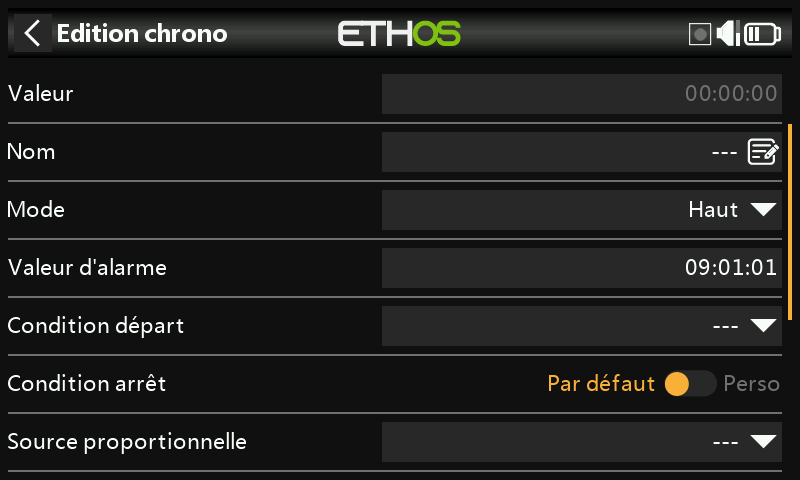 Edition chrono
ETHOS
Valeur 00:00:00
Nom ---
Mode Haut
Valeur d'alarme 09:01:01
Condition départ ---
Condition arrêt Par défaut Perso
Source proportionnelle ---